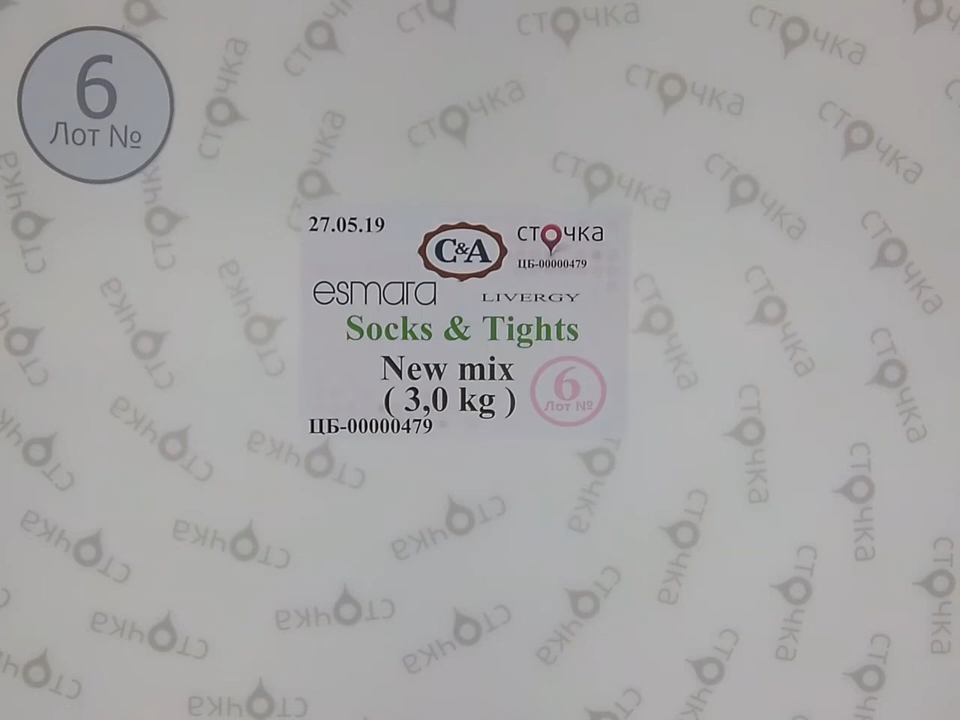 6
Лот №
27.05.19
C&A
сточка
ЦБ-00000479
esmara
LIVERGY
Socks & Tights
New mix
( 3,0 kg )
6
Лот №
ЦБ-00000479